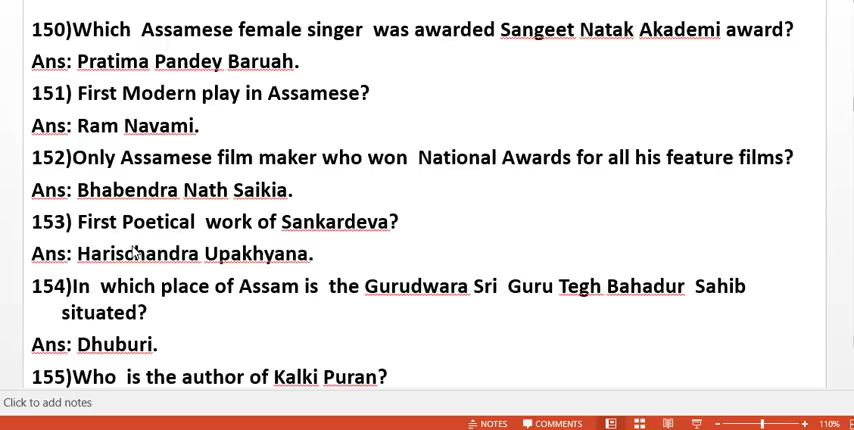 150)Which Assamese female singer was awarded Sangeet Natak Akademi award?
Ans: Pratima Pandey Baruah.
151) First Modern play in Assamese?
Ans: Ram Navami.
152)Only Assamese film maker who won National Awards for all his feature films?
Ans: Bhabendra Nath Saikia.
153) First Poetical work of Sankardeva?
Ans: Harischandra Upakhyana.
154)In which place of Assam is the Gurudwara Sri Guru Tegh Bahadur Sahib
situated?
Ans: Dhuburi.
155)Who is the author of Kalki Puran?
Click to add notes
NOTES COMMENTS 110%